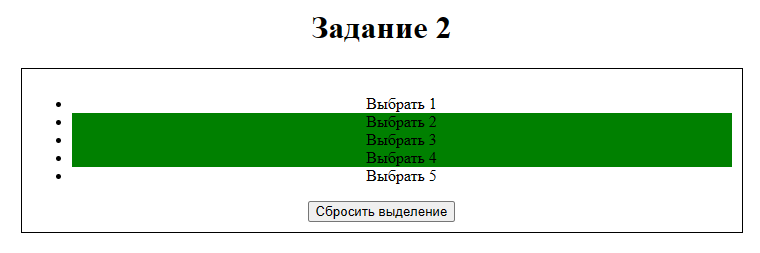 Задание 2
Выбрать 1
Выбрать 2
Выбрать 3
Выбрать 4
Выбрать 5
Сбросить выделение